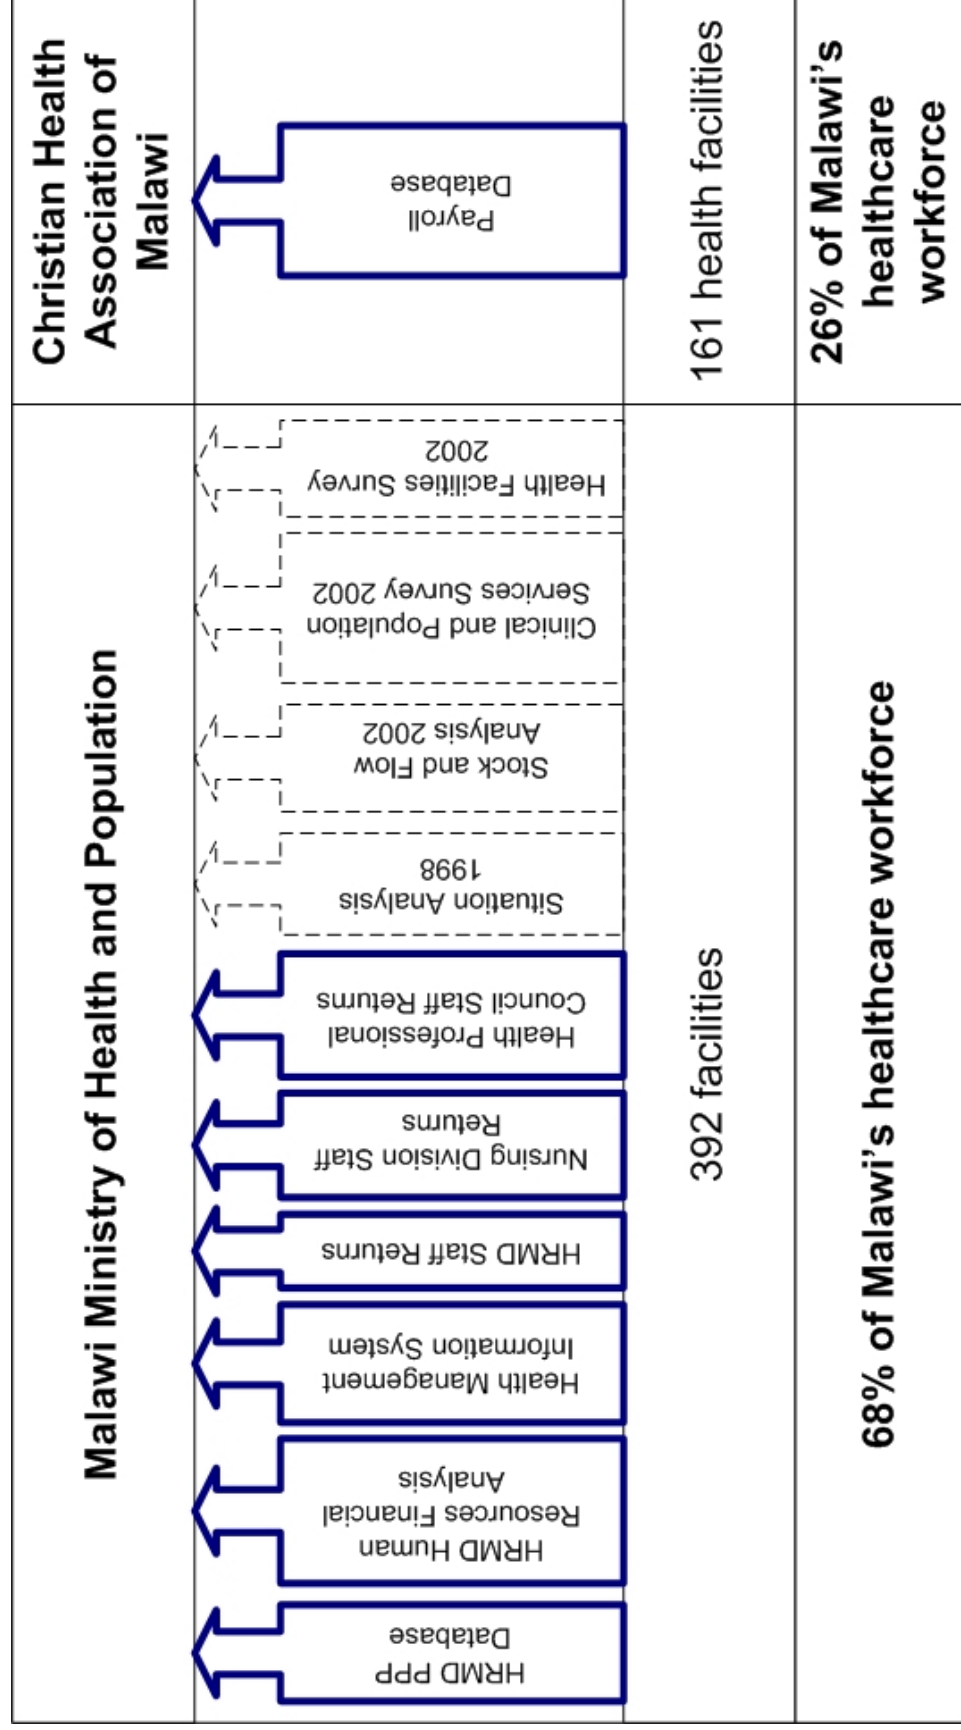 Malawi Ministry of Health and Population
Christian Health
Association of
Malawi
HRMD PPP
Database
HRMD Human
Resources Financial
Analysis
Health Management
Information System
HRMD Staff Returns
Nursing Division Staff
Returns
Health Professional
Council Staff Returns
Situation Analysis
1998
Stock and Flow
Analysis 2002
Clinical and Population
Services Survey 2002
Health Facilities Survey
2002
Payroll
Database
392 facilities
161 health facilities
68% of Malawi's healthcare workforce
26% of Malawi's
healthcare
workforce